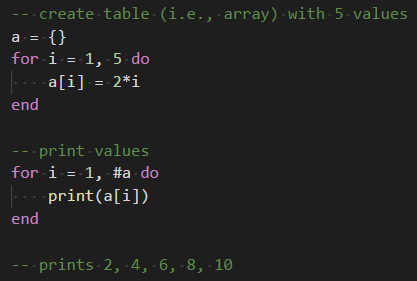 -- create table (i.e., array) with 5 values
a = {}
for i = 1, 5 do
    a[i] = 2*i
end

-- print values
for i = 1, #a do
    print(a[i])
end

-- prints 2, 4, 6, 8, 10